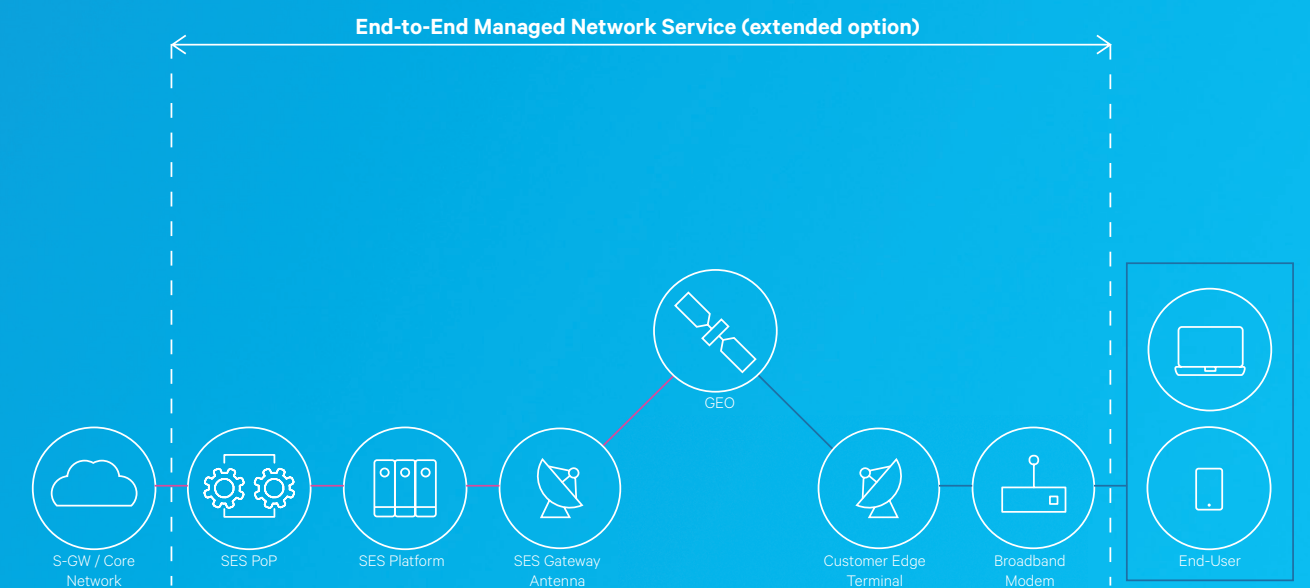 End-to-End Managed Network Service (extended option)
GEO
S-GW / Core
Network
SES PoP
SES Platform
SES Gateway
Antenna
Customer Edge
Terminal
Broadband
Modem
End-User